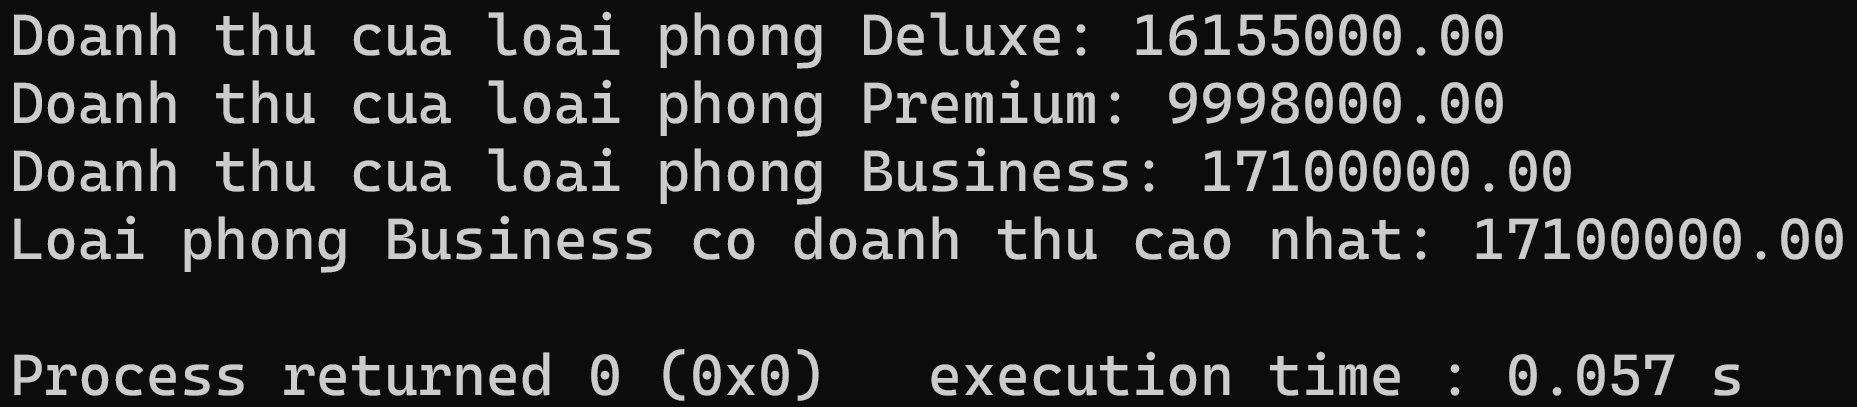 Doanh thu cua loai phong Deluxe: 16155000.00
Doanh thu cua loai phong Premium: 9998000.00
Doanh thu cua loai phong Business: 17100000.00
Loai phong Business co doanh thu cao nhat: 17100000.00
Process returned 0 (0x0)   execution time : 0.057 s